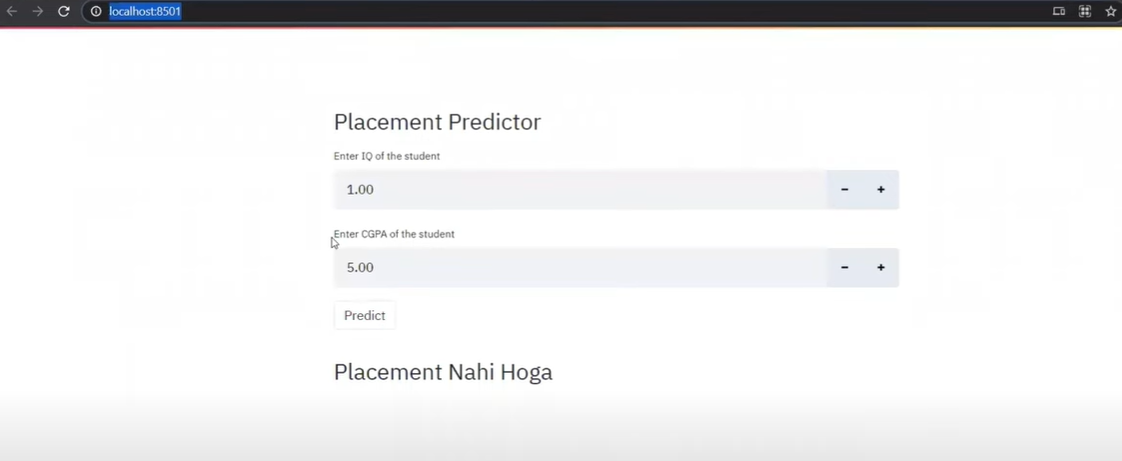 localhost:8501
Placement Predictor
Enter IQ of the student
1.00
Enter CGPA of the student
5.00
Predict
Placement Nahi Hoga